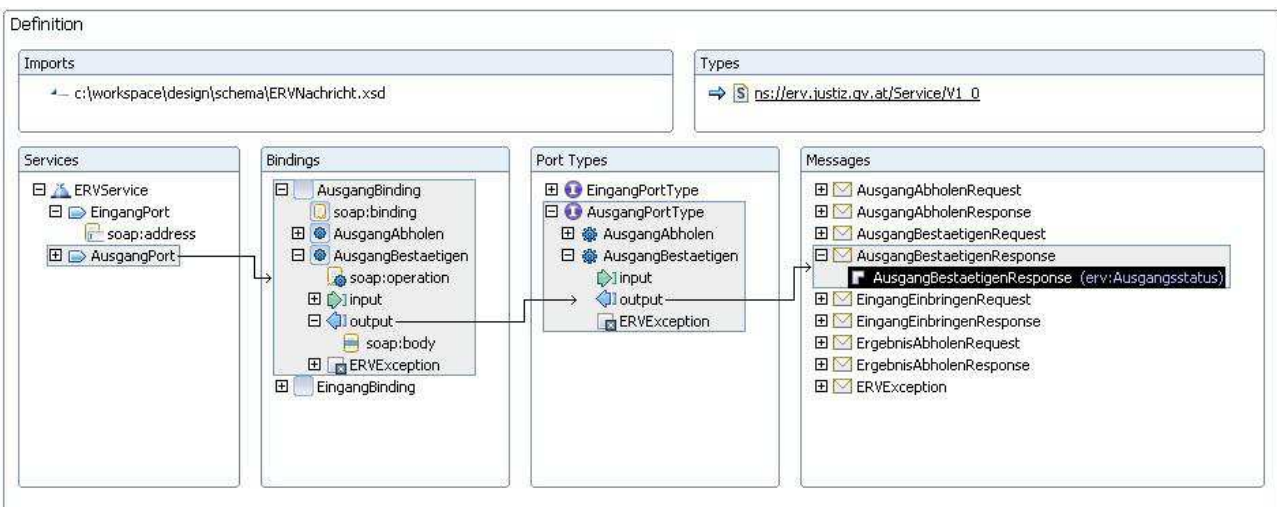 Definition
Imports
c:\workspace\design\schema\ERVNachricht.xsd
Types
ns://erv.justiz.gv.at/Service/V1_0
Services
ERVService
EingangPort
soap:address
AusgangPort
Bindings
AusgangBinding
soap:binding
AusgangAbholen
AusgangBestaetigen
soap:operation
input
output
soap:body
ERVException
EingangBinding
Port Types
EingangPortType
AusgangPortType
AusgangAbholen
AusgangBestaetigen
input
output
ERVException
Messages
AusgangAbholenRequest
AusgangAbholenResponse
AusgangBestaetigenRequest
AusgangBestaetigenResponse
AusgangBestaetigenResponse (erv:Ausgangsstatus)
EingangEinbringenRequest
EingangEinbringenResponse
ErgebnisAbholenRequest
ErgebnisAbholenResponse
ERVException